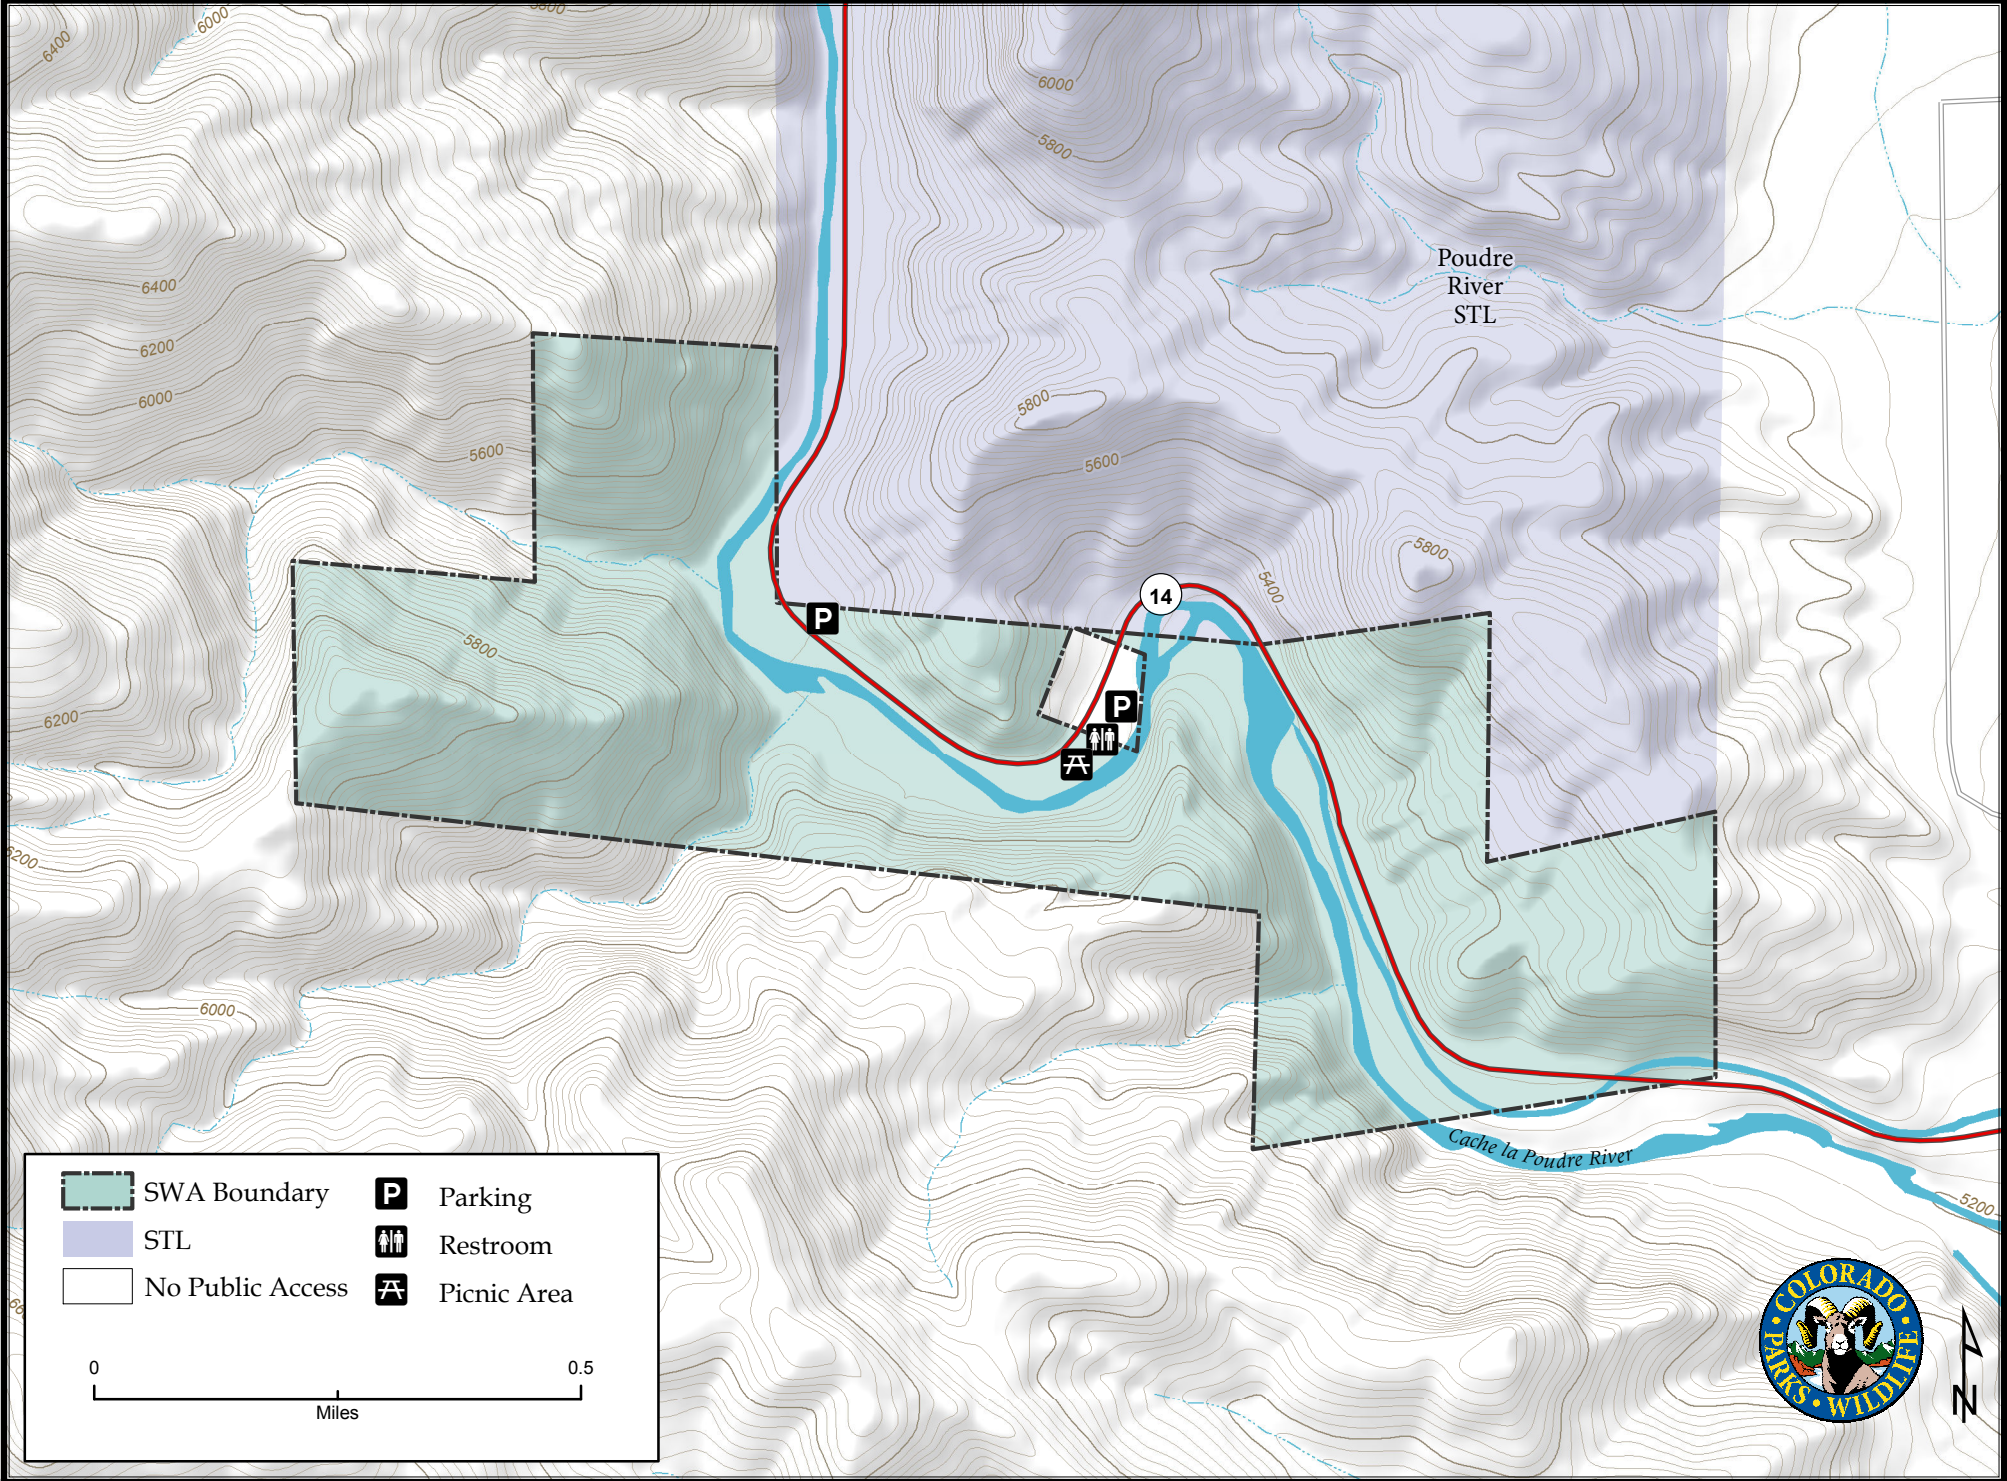 6000
5600
6400
6000
5800
Poudre
River
STL
6400
6200
6000
5800
5600
5600
5800
5400
14
P
5800
P
6200
6200
6000
Cache la Poudre River
5200
SWA Boundary
P Parking
STL
Restroom
No Public Access
Picnic Area
0
0.5
Miles
COLORADO
PARKS • WILDLIFE
N